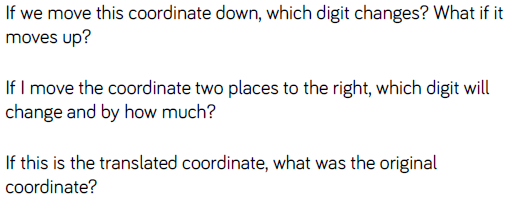 If we move this coordinate down, which digit changes? What if it
moves up?
If I move the coordinate two places to the right, which digit will
change and by how much?
If this is the translated coordinate, what was the original
coordinate?